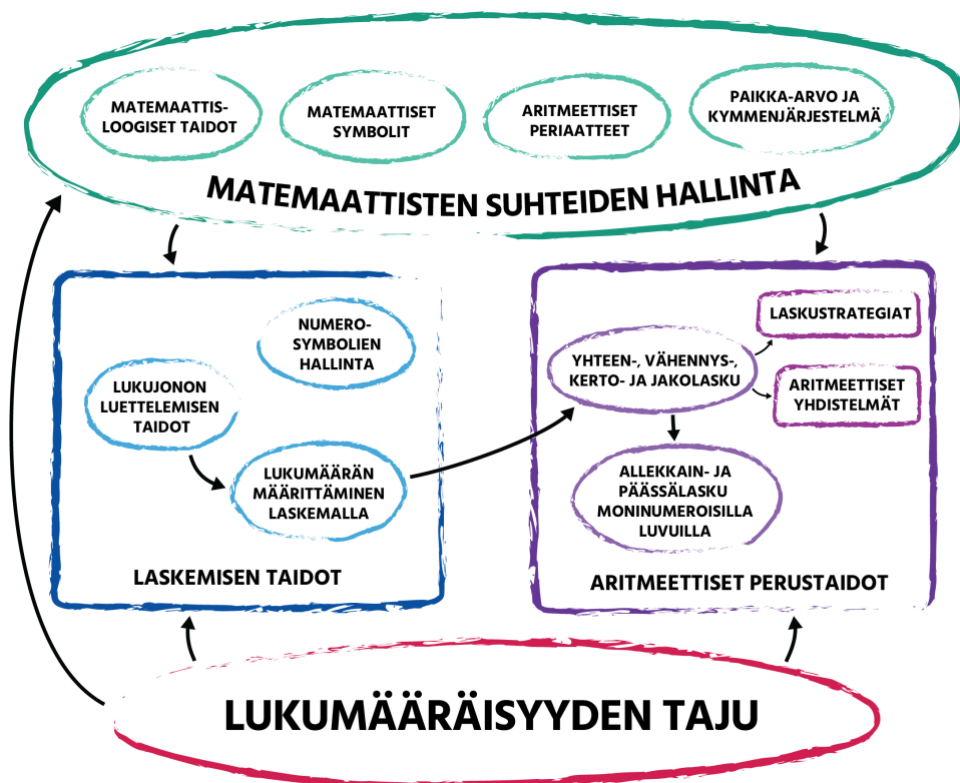 MATEMAATTIS-
LOOGISET TAIDOT
MATEMAATTISET
SYMBOLIT
ARITMEETTISET
PERIAATTEET
PAIKKA-ARVO JA
KYMMENJÄRJESTELMÄ
MATEMAATTISTEN SUHTEIDEN HALLINTA
NUMERO-
SYMBOLIEN
HALLINTA
LUKUJONON
LUETTELEMISEN
TAIDOT
LUKUMÄÄRÄN
MÄÄRITTÄMINEN
LASKEMALLA
LASKEMISEN TAIDOT
LASKUSTRATEGIAT
YHTEEN-, VÄHENNYS-,
KERTO- JA JAKOLASKU
ARITMEETTISET
YHDISTELMÄT
ALLEKKAIN- JA
PÄÄSSÄLASKU
MONINUMEROISILLA
LUVUILLA
ARITMEETTISET PERUSTAIDOT
LUKUMÄÄRÄISYYDEN TAJU